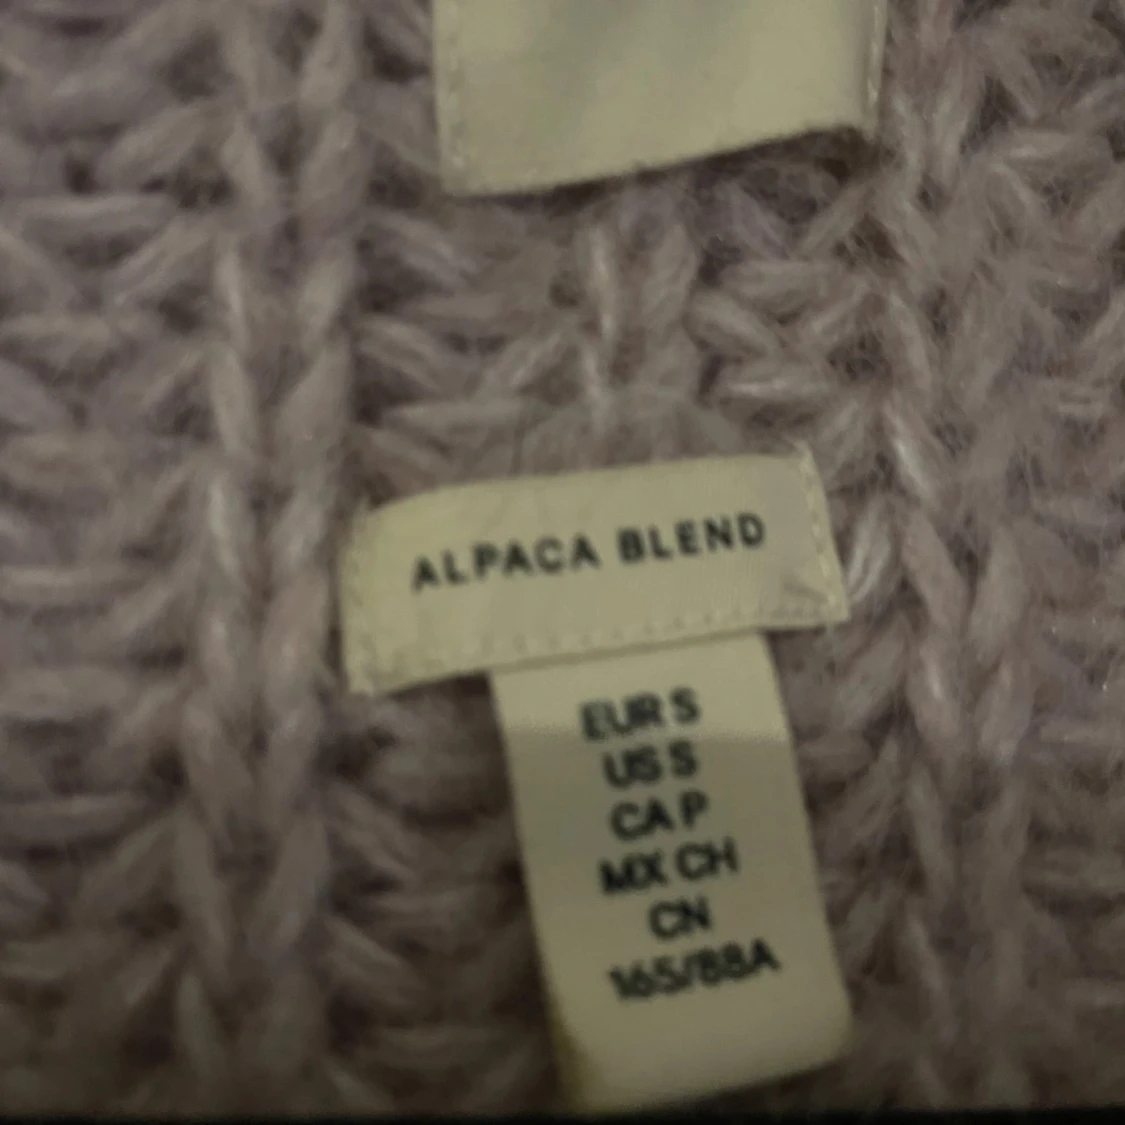 ALPACA BLEND
EUR S
US S
CA P
MX CH
CN
165/88A